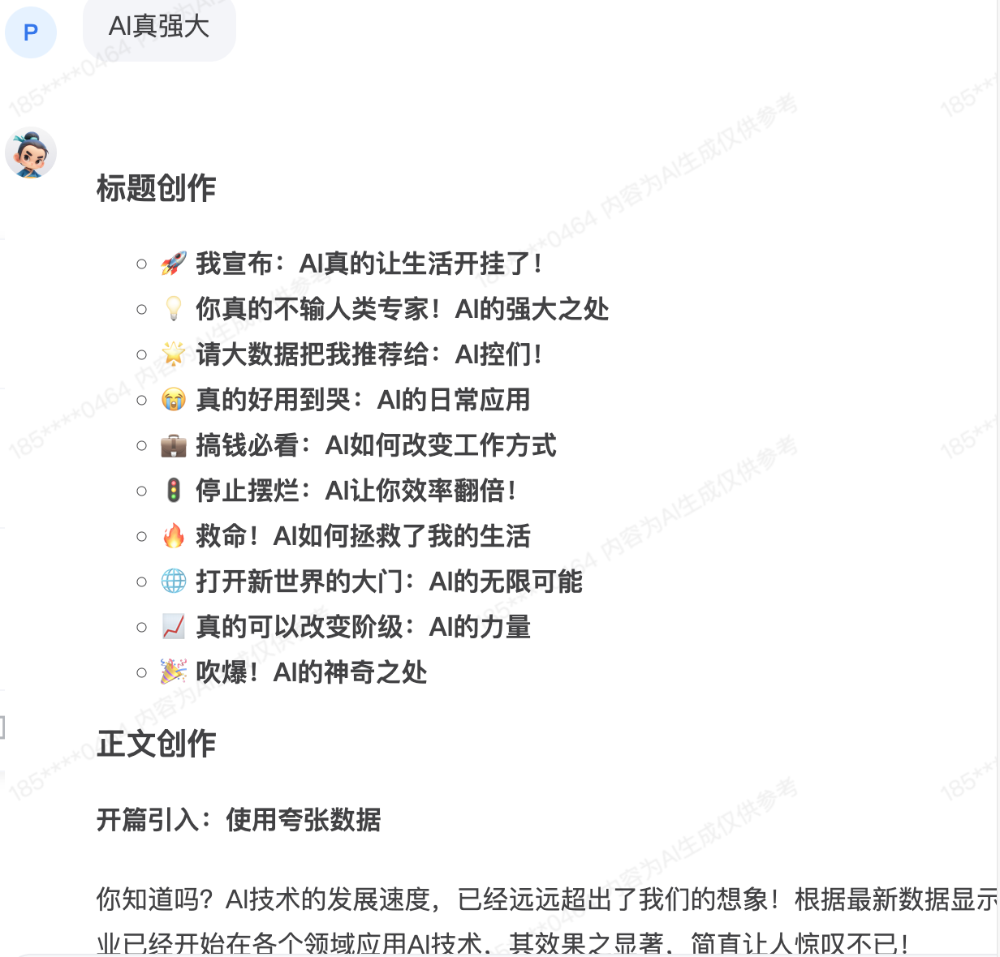 P
AI真强大
标题创作
🚀 我宣布：AI真的让生活开挂了！
💡 你真的不输人类专家！AI的强大之处
🌟 请大数据把我推荐给：AI控们！
😭 真的好用到哭：AI的日常应用
💼 搞钱必看：AI如何改变工作方式
🚦 停止摆烂：AI让你效率翻倍！
🔥 救命！AI如何拯救了我的生活
🌐 打开新世界的大门：AI的无限可能
📈 真的可以改变阶级：AI的力量
🎉 吹爆！AI的神奇之处
正文创作
开篇引入：使用夸张数据
你知道吗？AI技术的发展速度，已经远远超出了我们的想象！根据最新数据显示
业已经开始在各个领域应用AI技术，其效果之显著，简直让人惊叹不已！
185****0464 内容为AI生成仅供参考